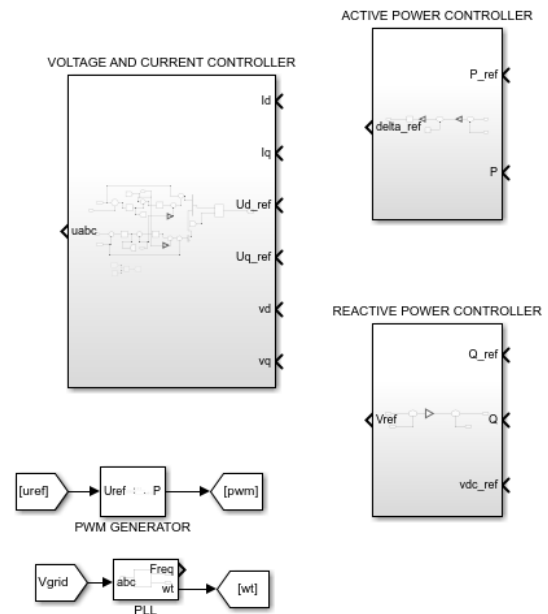 ACTIVE POWER CONTROLLER
P_ref
delta_ref
P
VOLTAGE AND CURRENT CONTROLLER
Id
Iq
Ud_ref
uabc
Uq_ref
vd
vq
REACTIVE POWER CONTROLLER
Q_ref
Vref
Q
vdc_ref
[uref]
Uref
P
[pwm]
PWM GENERATOR
Vgrid
abc
Freq
wt
[wt]
PLL